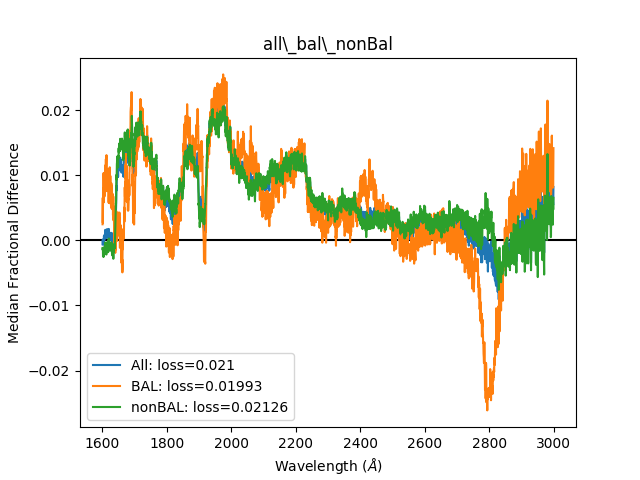 all\_bal\_nonBal
Median Fractional Difference
0.02
0.01
0.00
−0.01
−0.02
All: loss=0.021
BAL: loss=0.01993
nonBAL: loss=0.02126
1600 1800 2000 2200 2400 2600 2800 3000
Wavelength (Å)